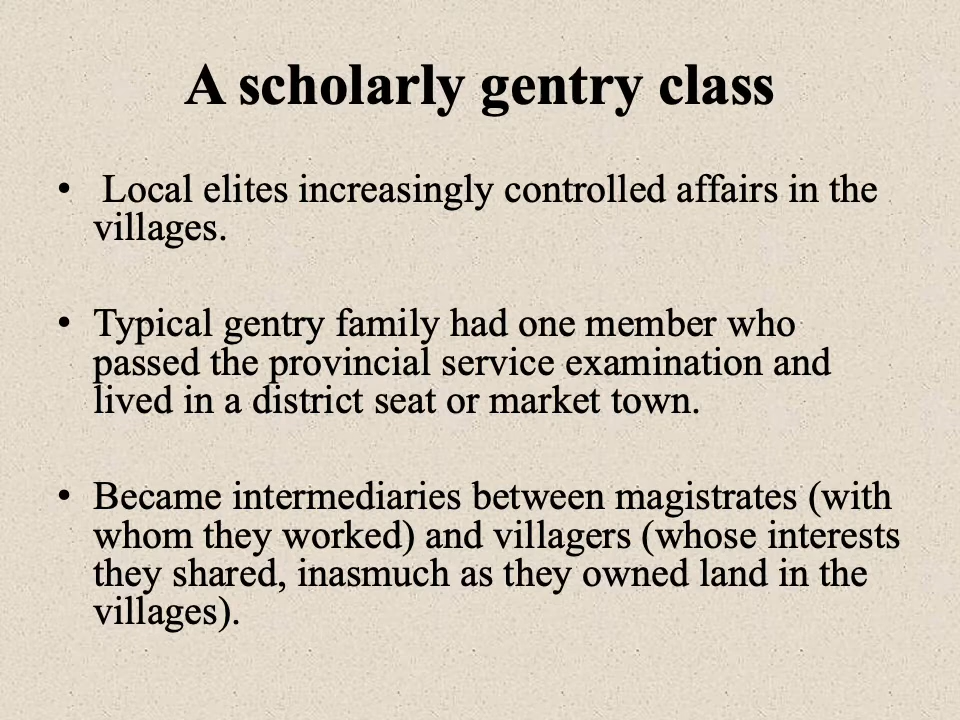 A scholarly gentry class
• Local elites increasingly controlled affairs in the
villages.
• Typical gentry family had one member who
passed the provincial service examination and
lived in a district seat or market town.
• Became intermediaries between magistrates (with
whom they worked) and villagers (whose interests
they shared, inasmuch as they owned land in the
villages).